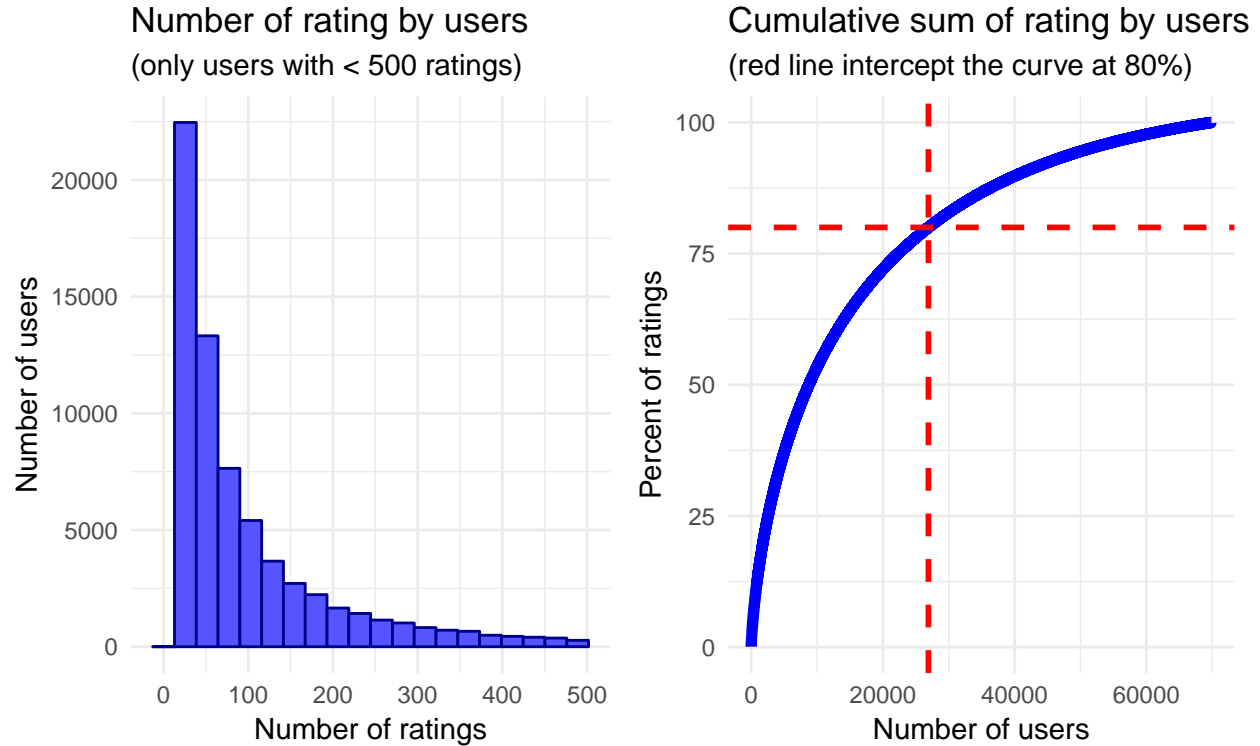 Number of rating by users
(only users with < 500 ratings)
Number of users
20000
15000
10000
5000
0
0 100 200 300 400 500
Number of ratings
Cumulative sum of rating by users
(red line intercept the curve at 80%)
Percent of ratings
100
75
50
25
0
0 20000 40000 60000
Number of users